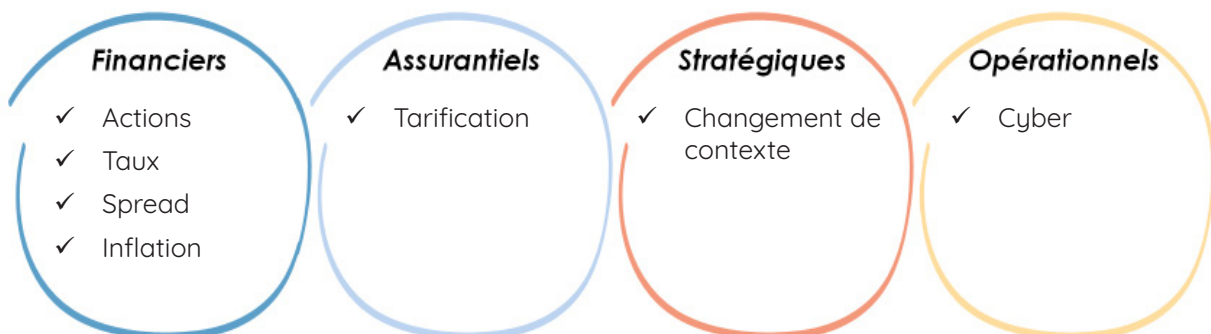 Financiers
✓ Actions
✓ Taux
✓ Spread
✓ Inflation
Assurantiels
✓ Tarification
Stratégiques
✓ Changement de
contexte
Opérationnels
✓ Cyber